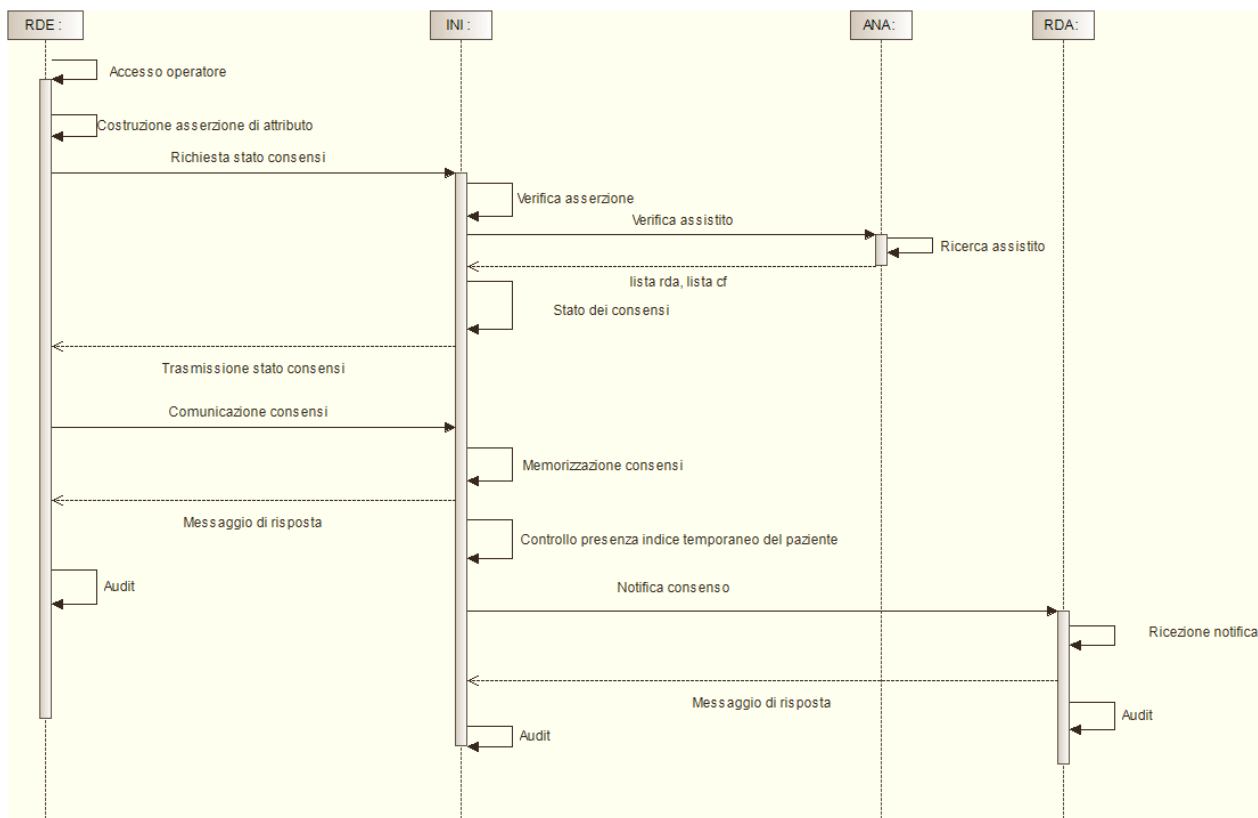 RDE :
INI :
ANA:
RDA:
Accesso operatore
Costruzione asserzione di attributo
Richiesta stato consensi
Verifica asserzione
Verifica assistito
Ricerca assistito
lista rda, lista cf
Stato dei consensi
Trasmissione stato consensi
Comunicazione consensi
Memorizzazione consensi
Messaggio di risposta
Controllo presenza indice temporaneo del paziente
Audit
Notifica consenso
Ricezione notifica
Messaggio di risposta
Audit
Audit